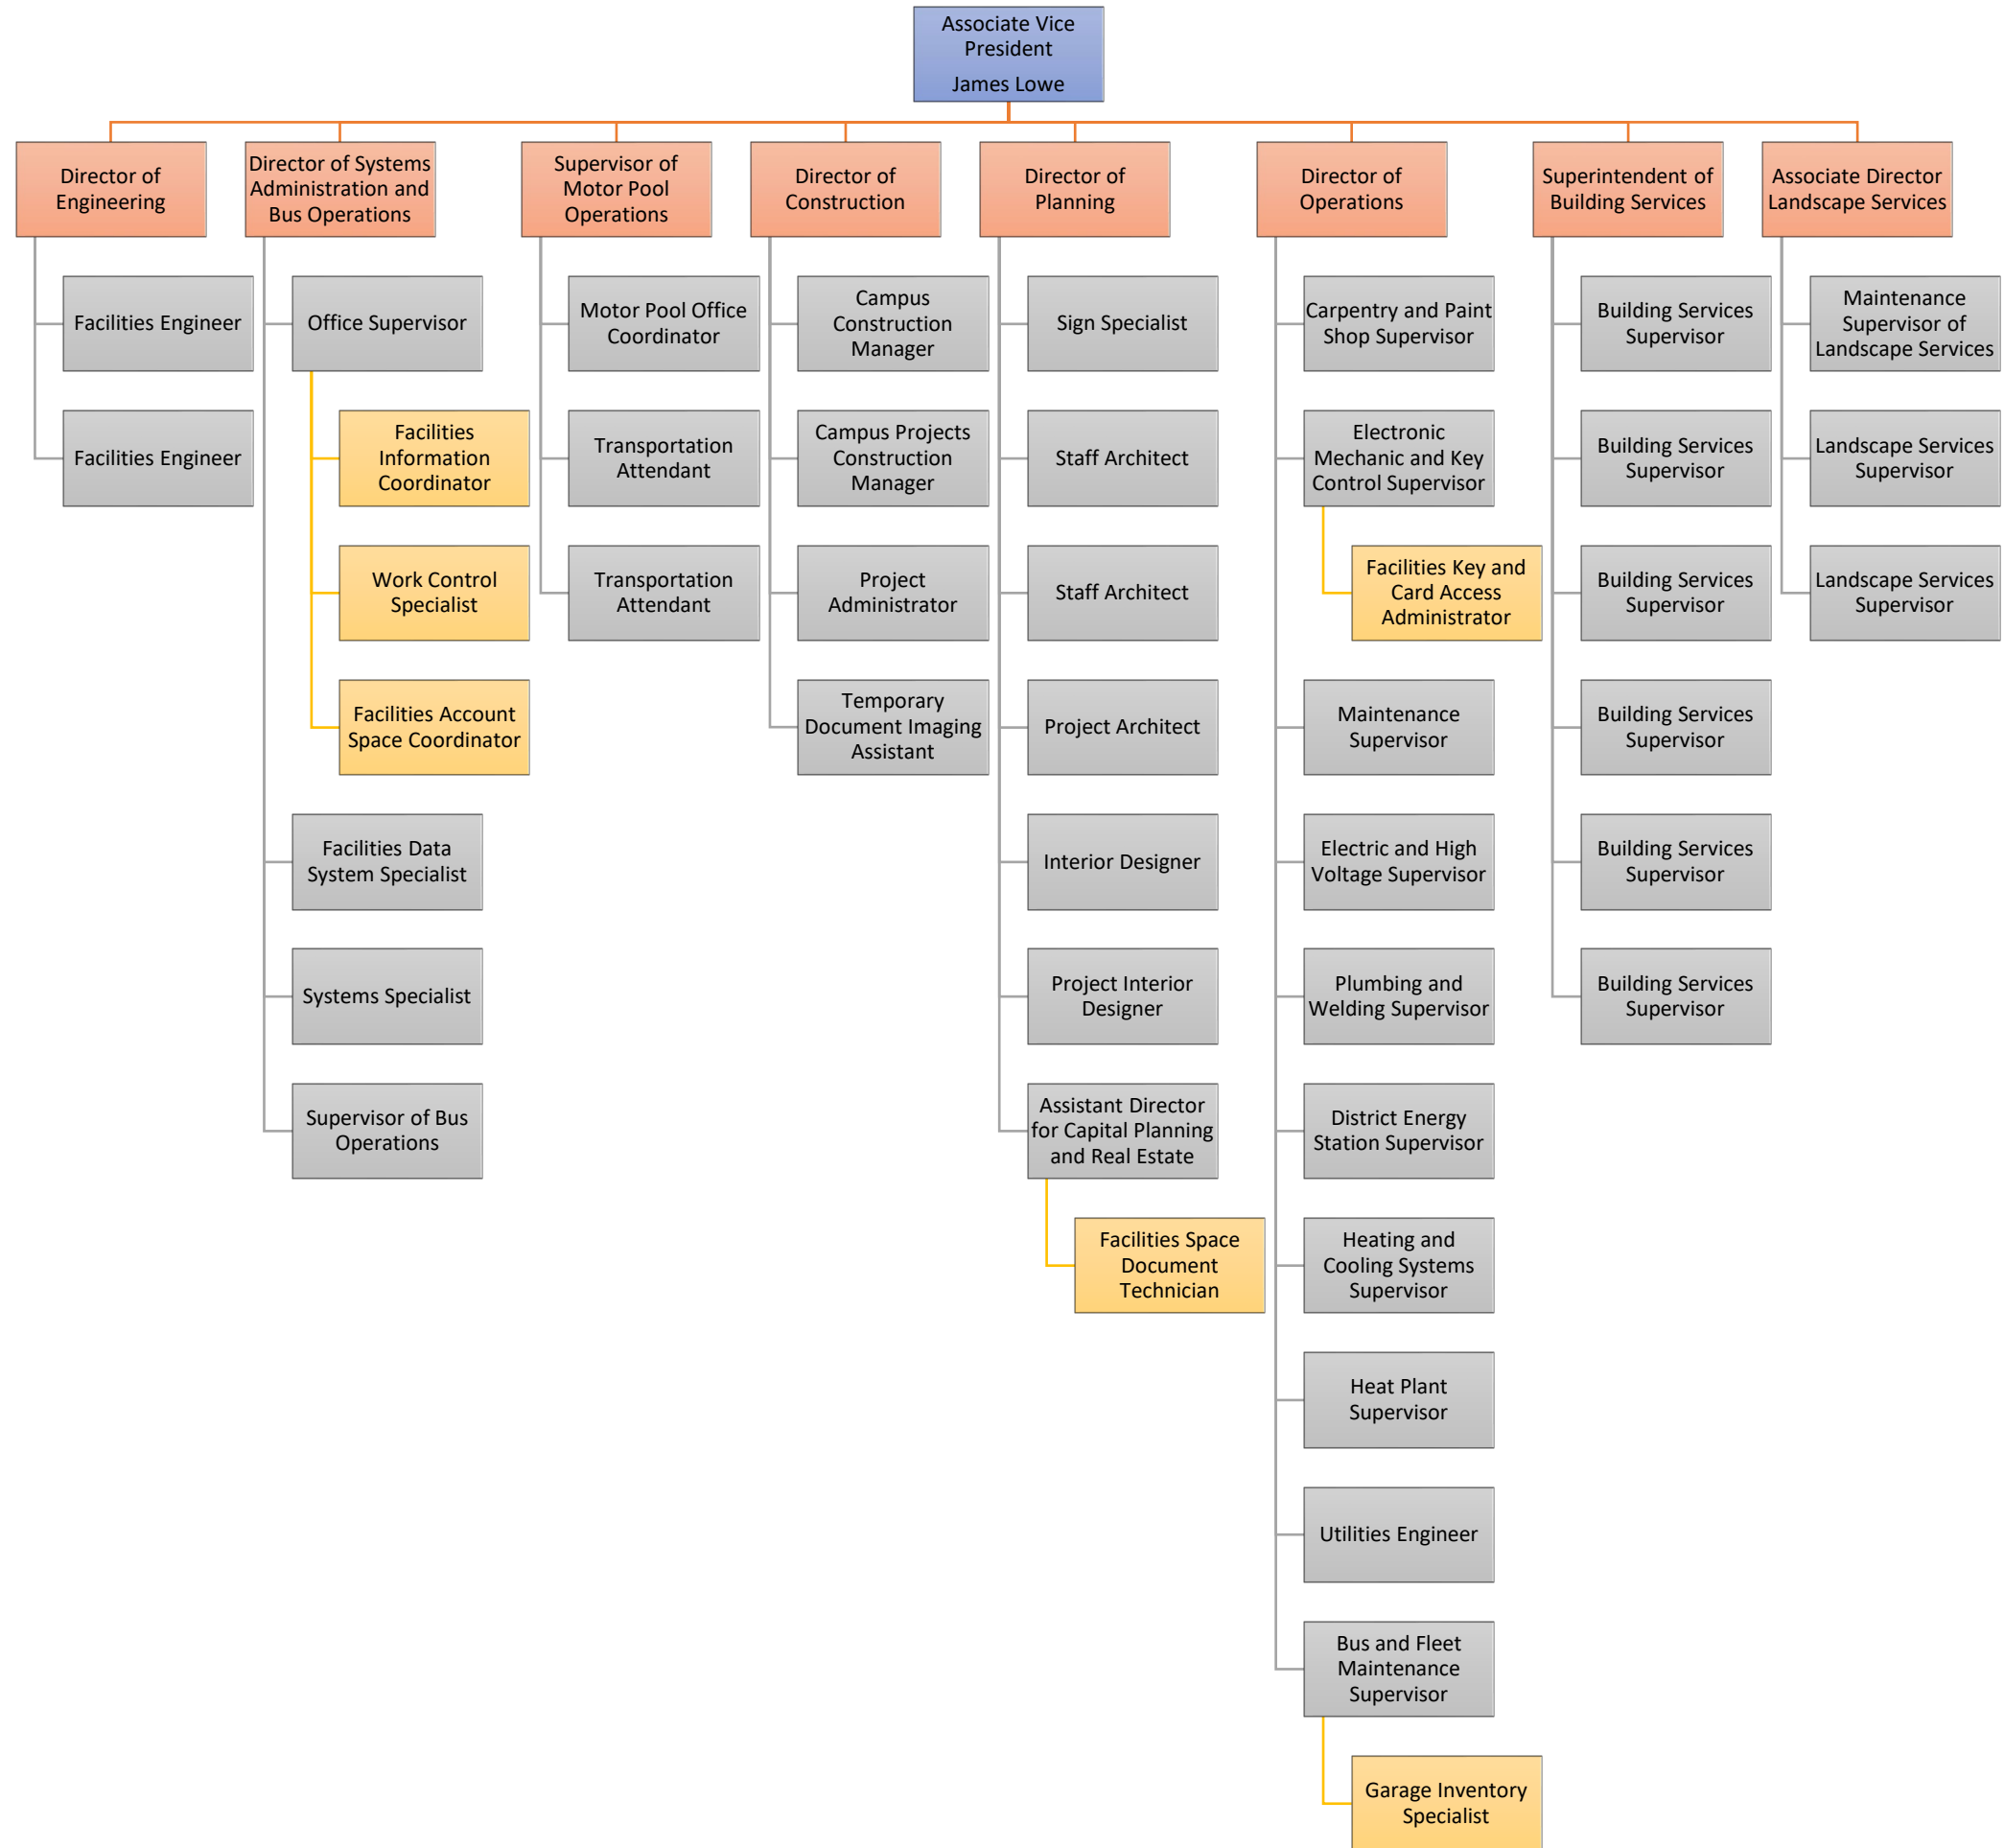 Associate Vice
President
James Lowe
Director of
Engineering
Facilities Engineer
Facilities Engineer
Director of Systems
Administration and
Bus Operations
Office Supervisor
Facilities
Information
Coordinator
Work Control
Specialist
Facilities Account
Space Coordinator
Facilities Data
System Specialist
Systems Specialist
Supervisor of Bus
Operations
Supervisor of
Motor Pool
Operations
Motor Pool Office
Coordinator
Transportation
Attendant
Transportation
Attendant
Director of
Construction
Campus
Construction
Manager
Campus Projects
Construction
Manager
Project
Administrator
Temporary
Document Imaging
Assistant
Director of
Planning
Sign Specialist
Staff Architect
Staff Architect
Project Architect
Interior Designer
Project Interior
Designer
Assistant Director
for Capital Planning
and Real Estate
Facilities Space
Document
Technician
Director of
Operations
Carpentry and Paint
Shop Supervisor
Electronic
Mechanic and Key
Control Supervisor
Facilities Key and
Card Access
Administrator
Maintenance
Supervisor
Electric and High
Voltage Supervisor
Plumbing and
Welding Supervisor
District Energy
Station Supervisor
Heating and
Cooling Systems
Supervisor
Heat Plant
Supervisor
Utilities Engineer
Bus and Fleet
Maintenance
Supervisor
Garage Inventory
Specialist
Superintendent of
Building Services
Building Services
Supervisor
Building Services
Supervisor
Building Services
Supervisor
Building Services
Supervisor
Building Services
Supervisor
Building Services
Supervisor
Associate Director
Landscape Services
Maintenance
Supervisor of
Landscape Services
Landscape Services
Supervisor
Landscape Services
Supervisor